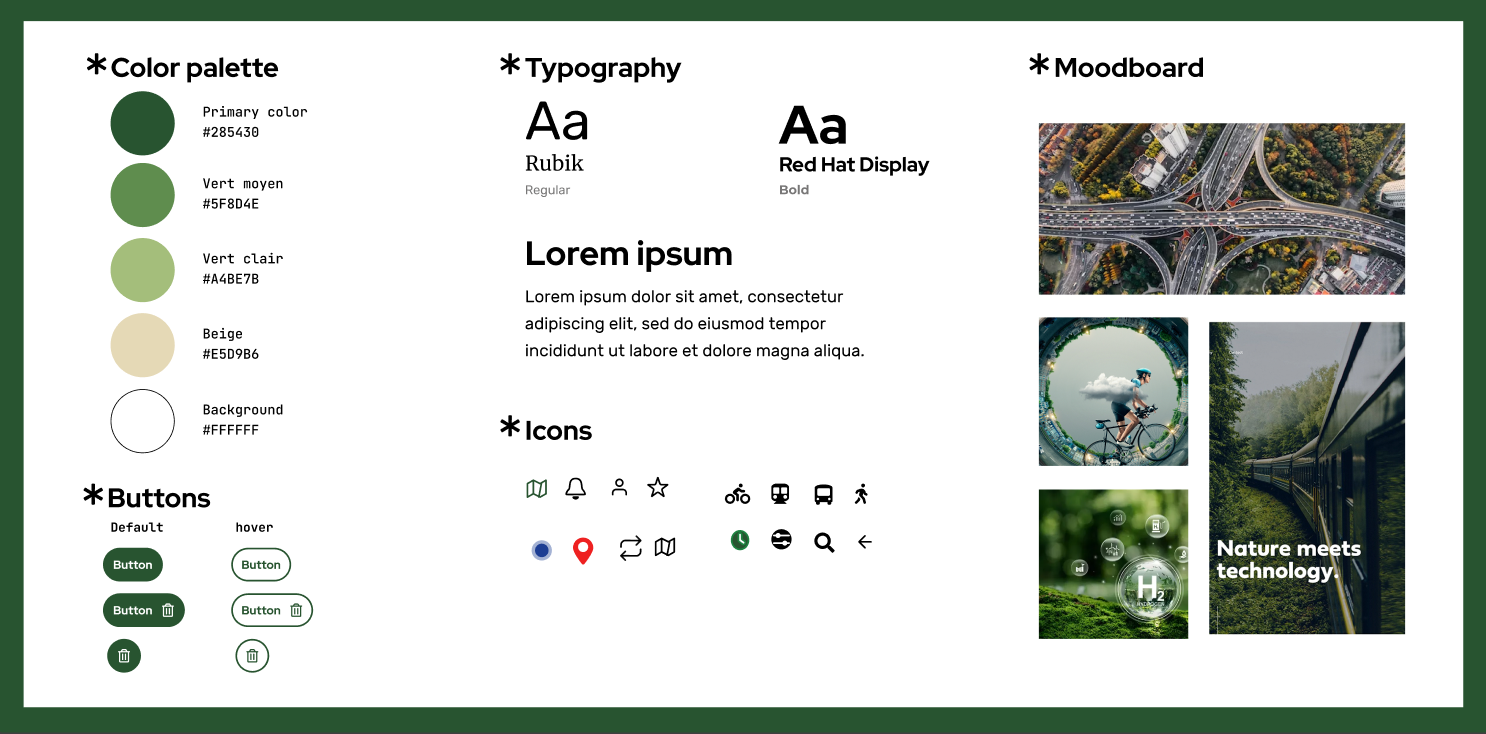 *Color palette
Primary color
#285430
Vert moyen
#5F8D4E
Vert clair
#A4BE7B
Beige
#E5D9B6
Background
#FFFFFF
*Buttons
Default hover
Button Button
Button Button
*Typography
Aa Aa
Rubik Red Hat Display
Regular Bold
Lorem ipsum
Lorem ipsum dolor sit amet, consectetur
adipiscing elit, sed do eiusmod tempor
incididunt ut labore et dolore magna aliqua.
*Icons
*Moodboard
H2
HYDROGEN
Nature meets
technology.